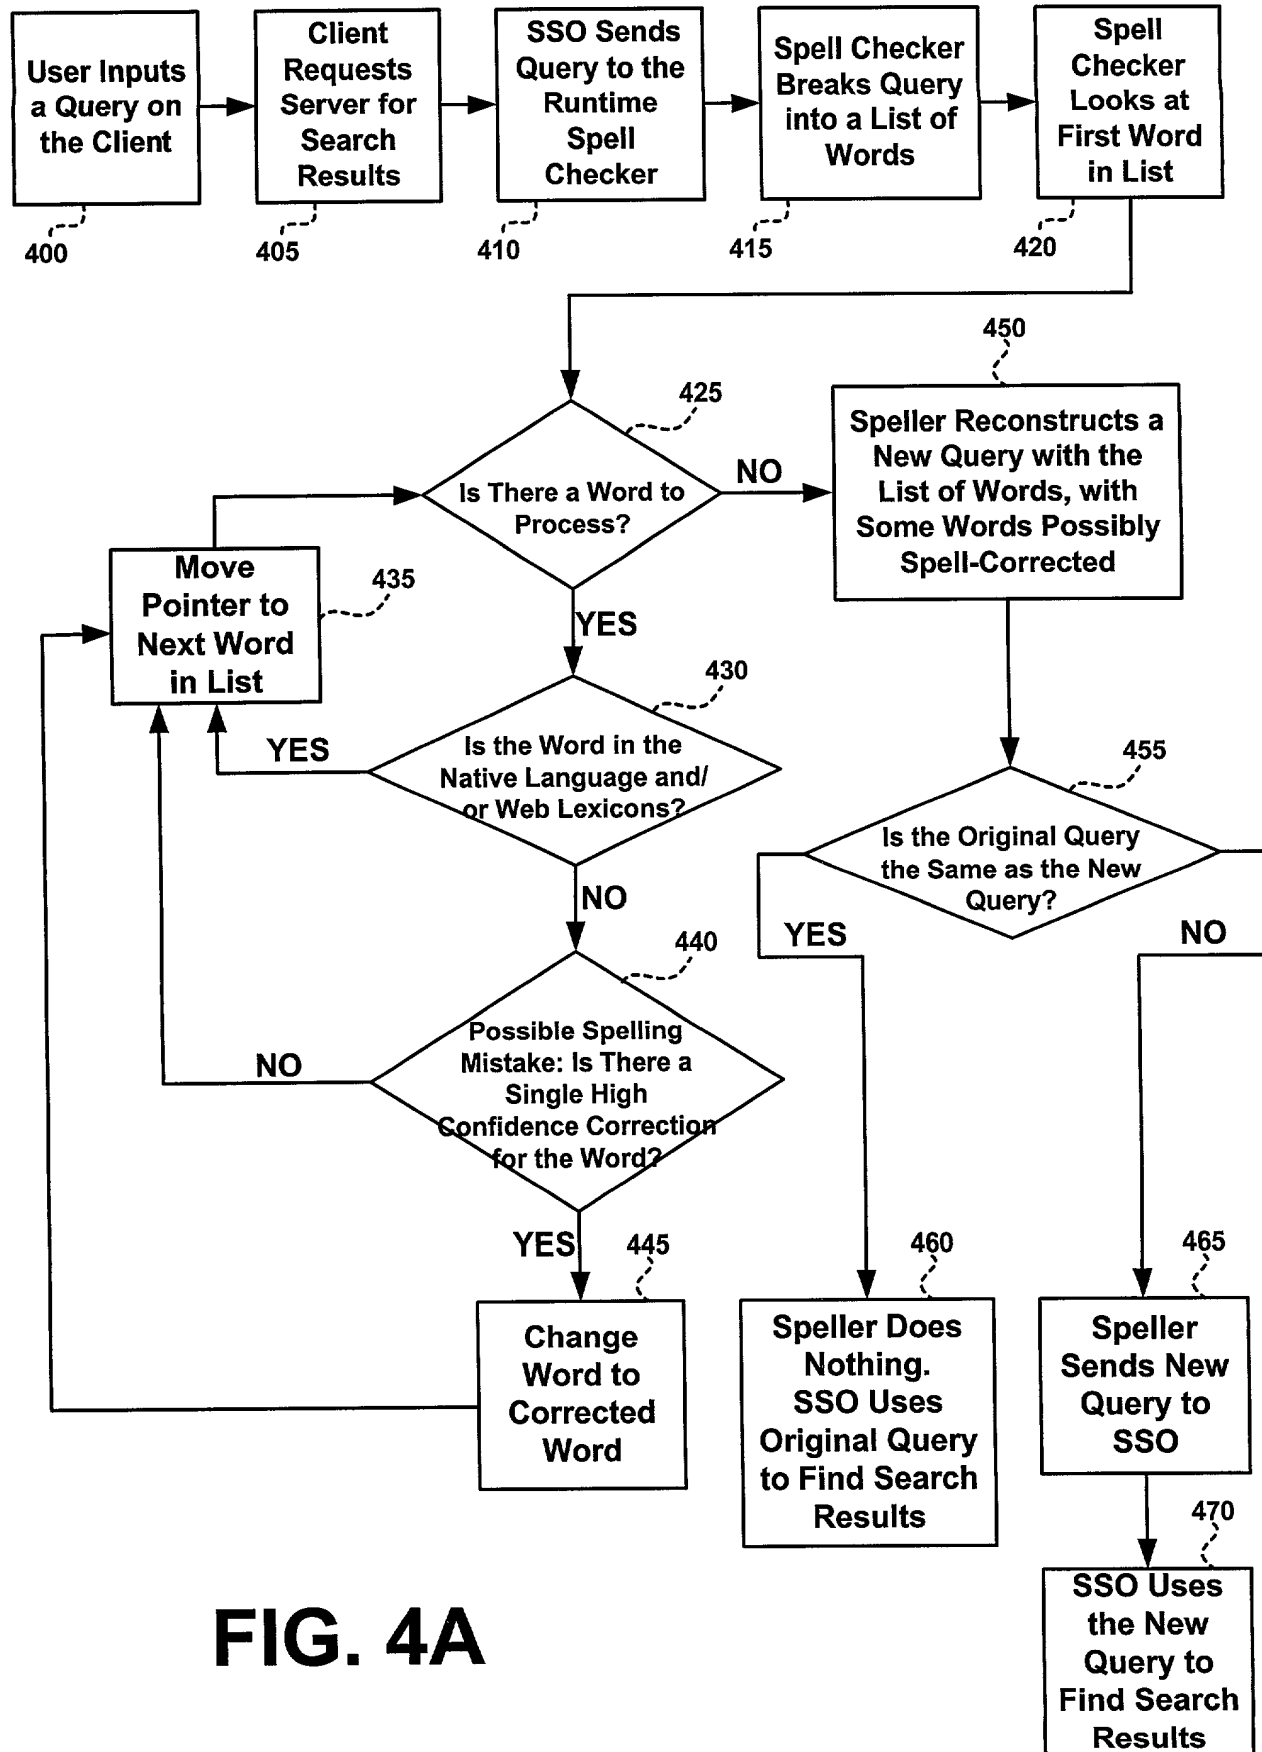 User Inputs
a Query on
the Client
400
Client
Requests
Server for
Search
Results
405
SSO Sends
Query to the
Runtime
Spell
Checker
410
Spell Checker
Breaks Query
into a List of
Words
415
Spell
Checker
Looks at
First Word
in List
420
425
Is There a Word to
Process?
NO
YES
450
Speller Reconstructs a
New Query with the
List of Words, with
Some Words Possibly
Spell-Corrected
Move
Pointer to
Next Word
in List
435
430
Is the Word in the
Native Language and/
or Web Lexicons?
YES
NO
455
Is the Original Query
the Same as the New
Query?
YES
NO
440
Possible Spelling
Mistake: Is There a
Single High
Confidence Correction
for the Word?
NO
YES
445
Change
Word to
Corrected
Word
460
Speller Does
Nothing.
SSO Uses
Original Query
to Find Search
Results
465
Speller
Sends New
Query to
SSO
470
SSO Uses
the New
Query to
Find Search
Results
FIG. 4A